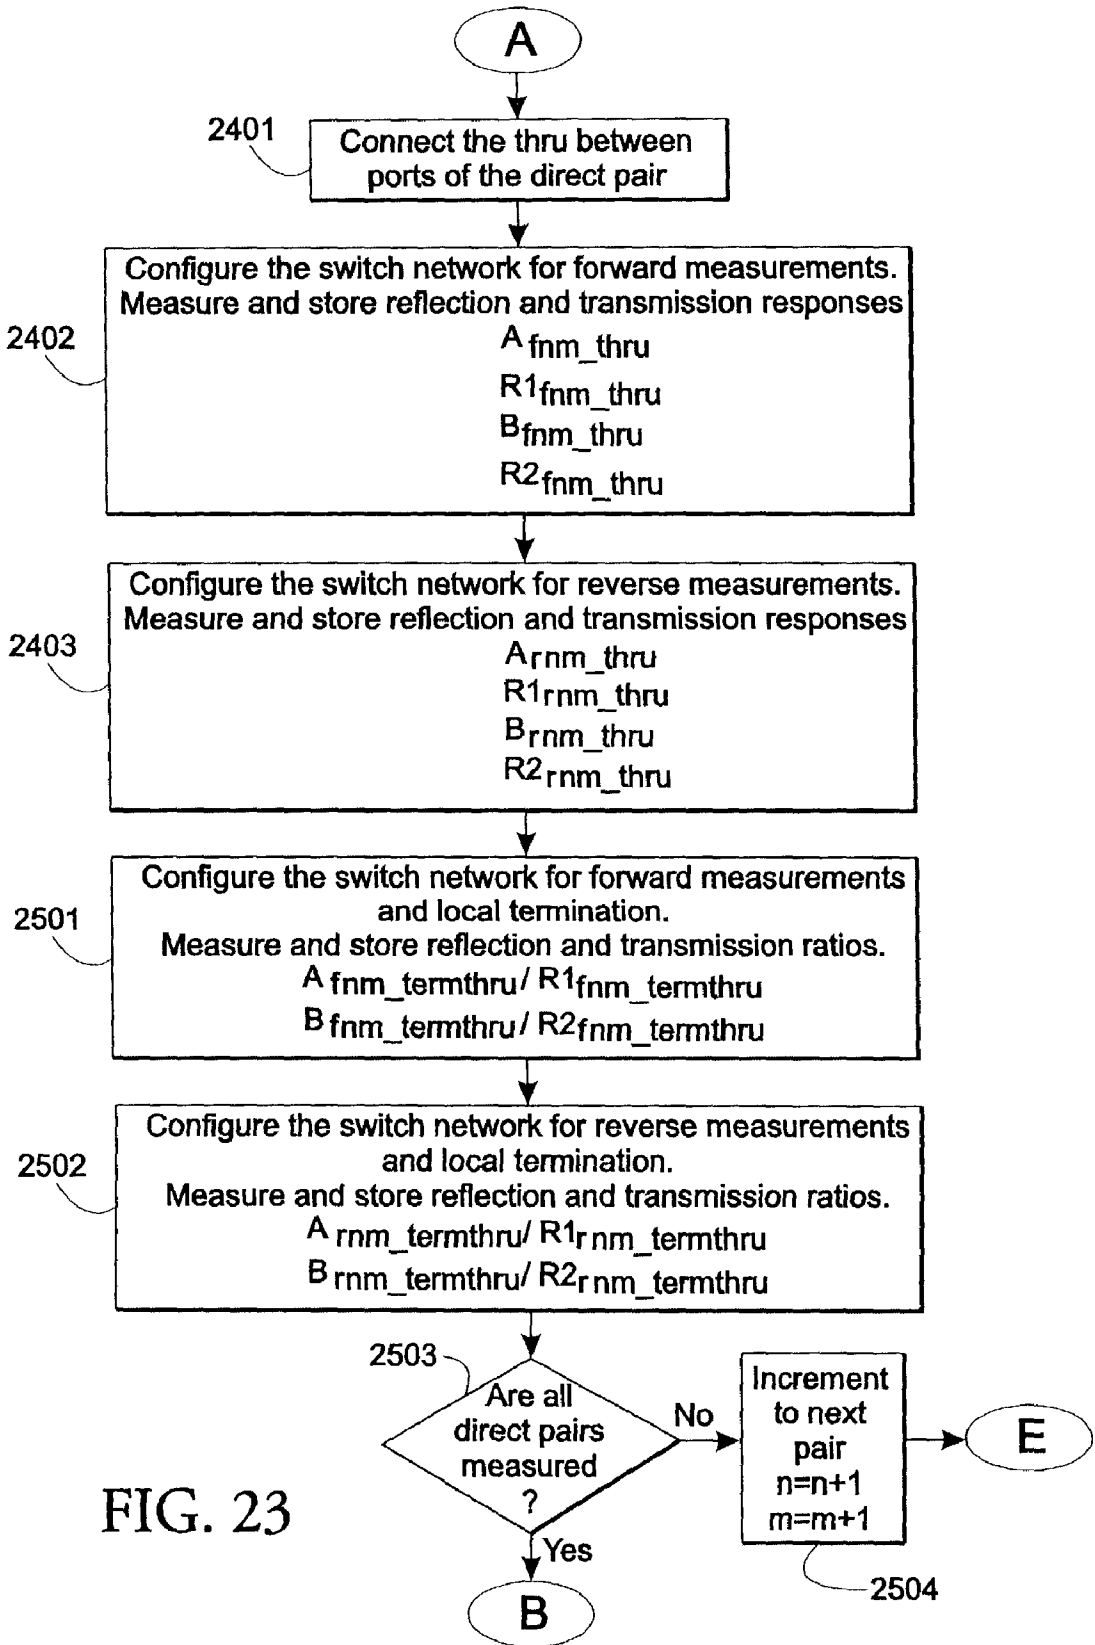 A
2401
Connect the thru between
ports of the direct pair
2402
Configure the switch network for forward measurements.
Measure and store reflection and transmission responses
A fnm_thru
R1fnm_thru
Bfnm_thru
R2fnm_thru
2403
Configure the switch network for reverse measurements.
Measure and store reflection and transmission responses
Arnm_thru
R1rnm_thru
Brnm_thru
R2rnm_thru
2501
Configure the switch network for forward measurements
and local termination.
Measure and store reflection and transmission ratios.
A fnm_termthru/ R1fnm_termthru
B fnm_termthru/ R2fnm_termthru
2502
Configure the switch network for reverse measurements
and local termination.
Measure and store reflection and transmission ratios.
A rnm_termthru/ R1rnm_termthru
B rnm_termthru/ R2rnm_termthru
2503
Are all
direct pairs
measured
?
No
Increment
to next
pair
n=n+1
m=m+1
E
2504
Yes
B
FIG. 23